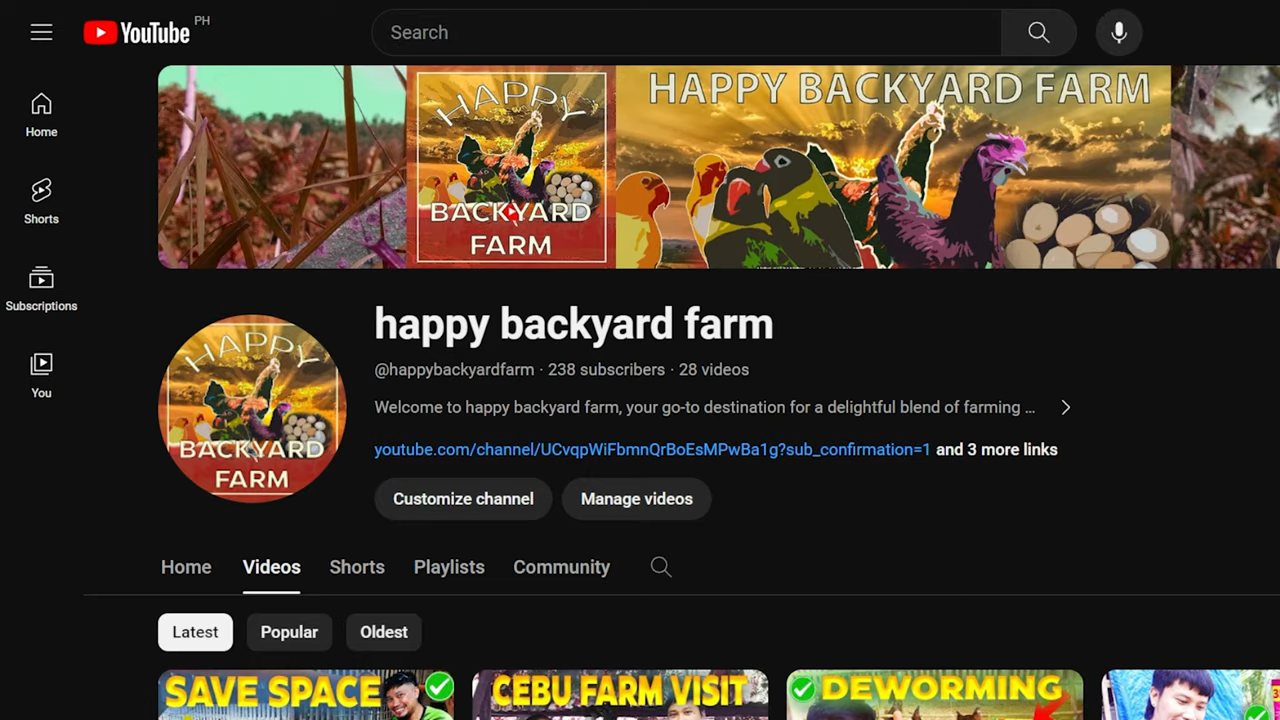 YouTube PH
Search
Home
Shorts
Subscriptions
You
HAPPY
BACKYARD
FARM
HAPPY BACKYARD FARM
HAPPY
BACKYARD
FARM
happy backyard farm
@happybackyardfarm · 238 subscribers · 28 videos
Welcome to happy backyard farm, your go-to destination for a delightful blend of farming ...
youtube.com/channel/UCvqpWiFbmnQrBoEsMPwBa1g?sub_confirmation=1 and 3 more links
Customize channel Manage videos
Home Videos Shorts Playlists Community
Latest Popular Oldest
SAVE SPACE CEBU FARM VISIT DEWORMING